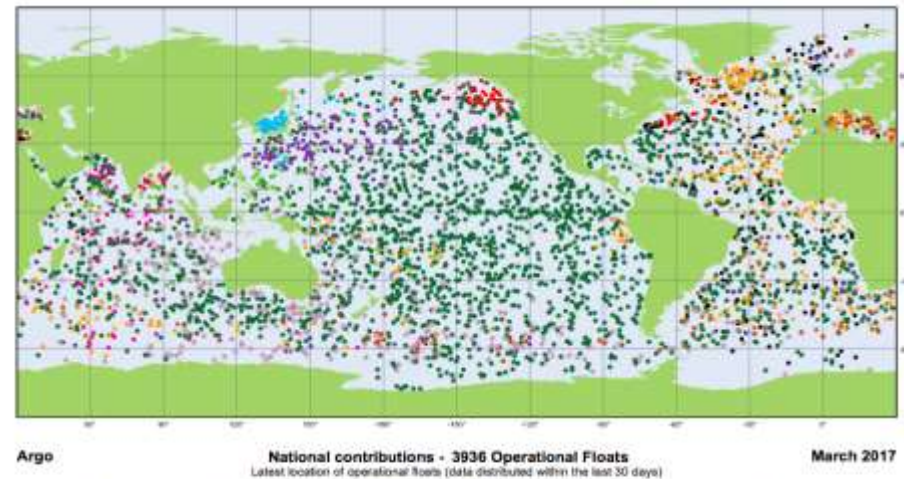 Argo
National contributions - 3936 Operational Floats
March 2017
Latest location of operational floats (data distributed within the last 30 days)